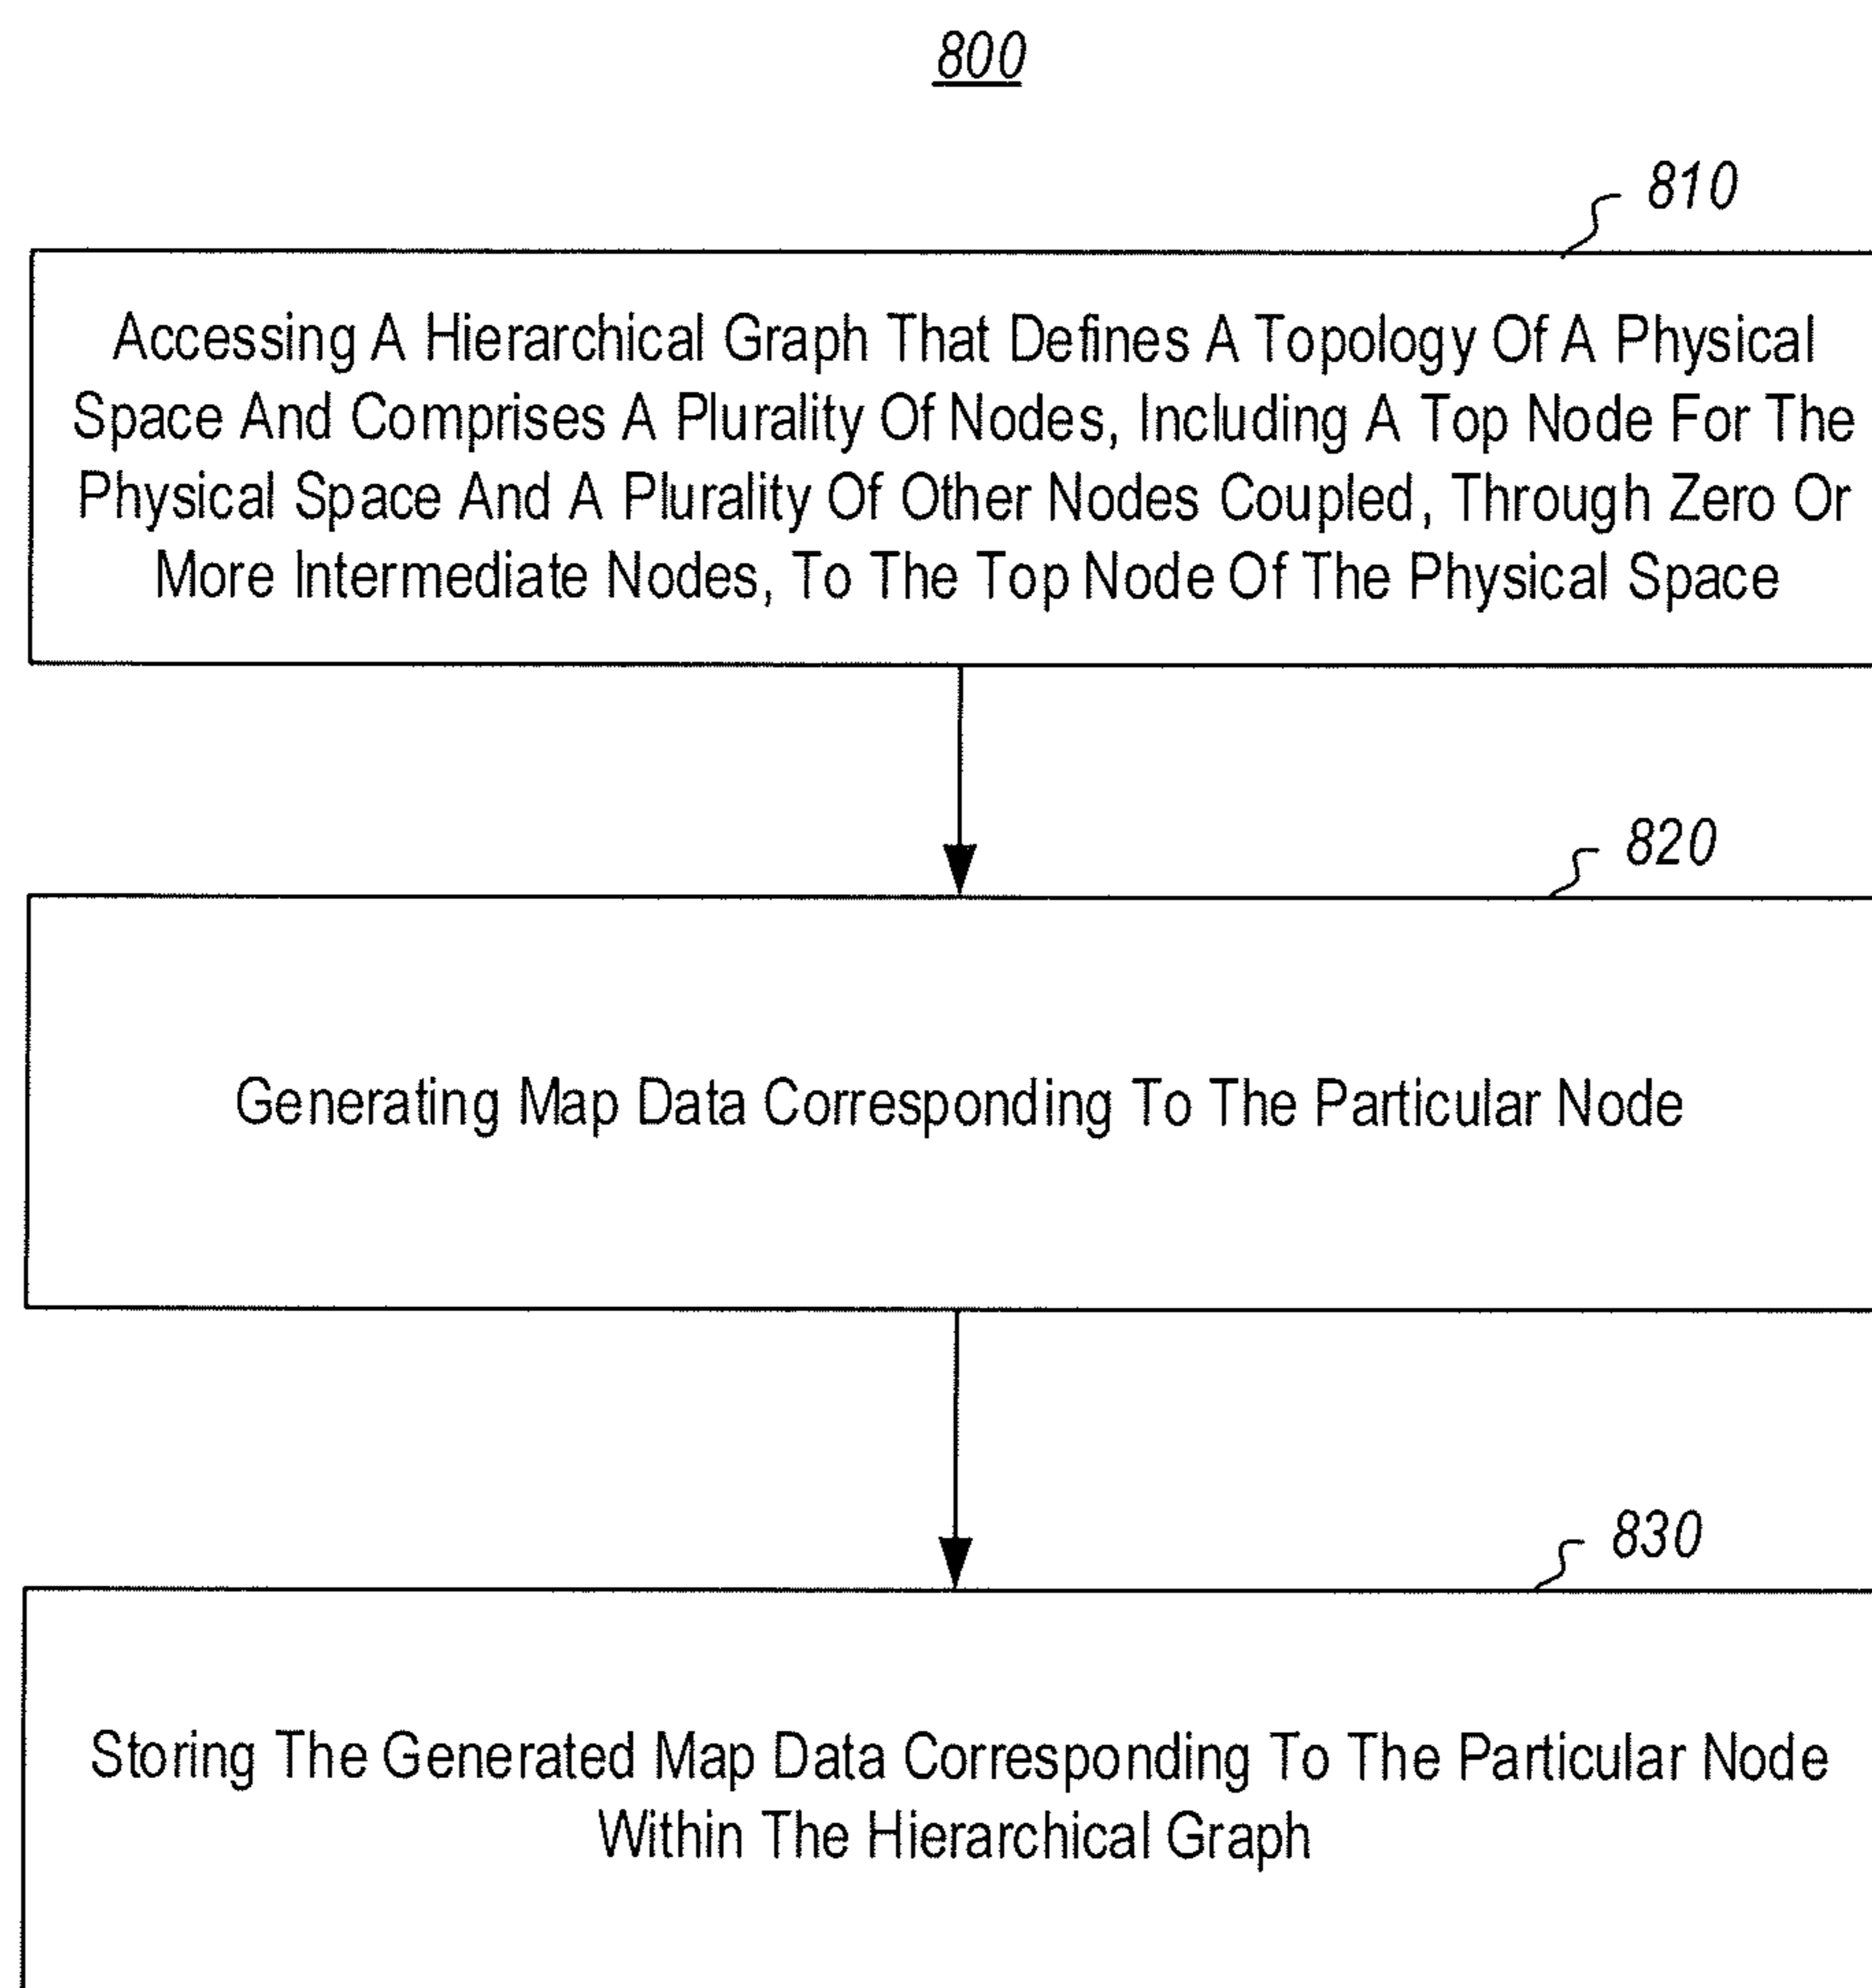 800
810
Accessing A Hierarchical Graph That Defines A Topology Of A Physical
Space And Comprises A Plurality Of Nodes, Including A Top Node For The
Physical Space And A Plurality Of Other Nodes Coupled, Through Zero Or
More Intermediate Nodes, To The Top Node Of The Physical Space
820
Generating Map Data Corresponding To The Particular Node
830
Storing The Generated Map Data Corresponding To The Particular Node
Within The Hierarchical Graph